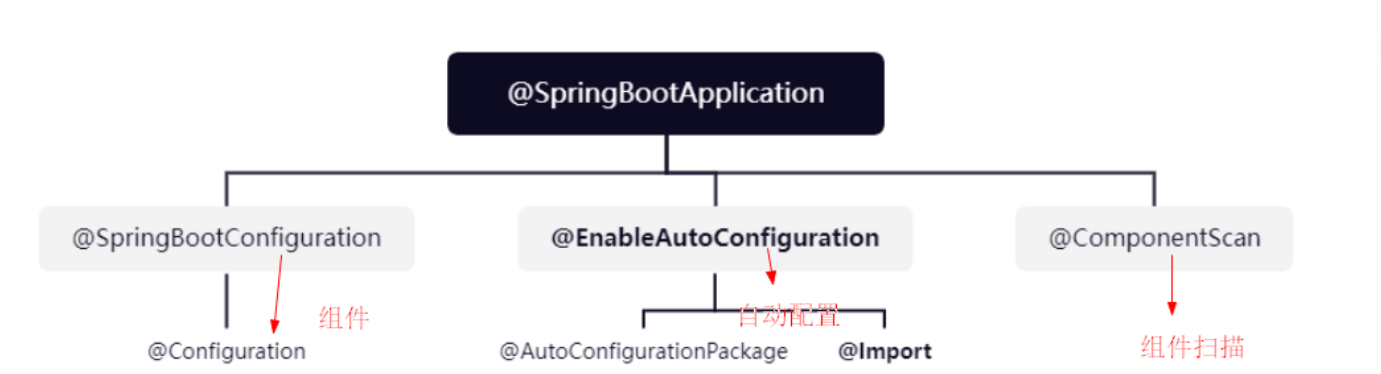 @SpringBootApplication
@SpringBootConfiguration
@EnableAutoConfiguration
@ComponentScan
组件
自动配置
组件扫描
@Configuration
@AutoConfigurationPackage
@Import